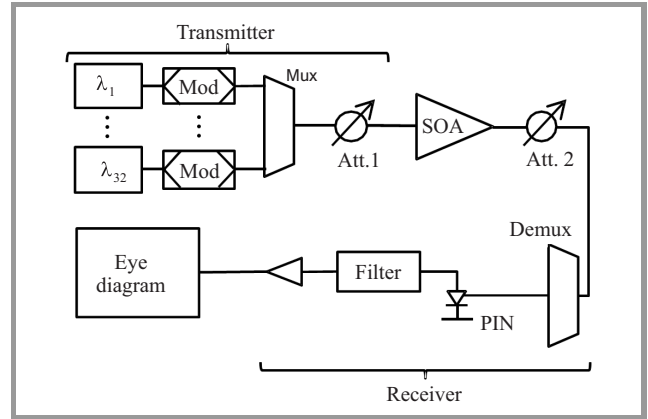 Transmitter
λ1
Mod
Mux
SOA
Att.1
Att. 2
λ32
Mod
Demux
Eye
diagram
Filter
PIN
Receiver